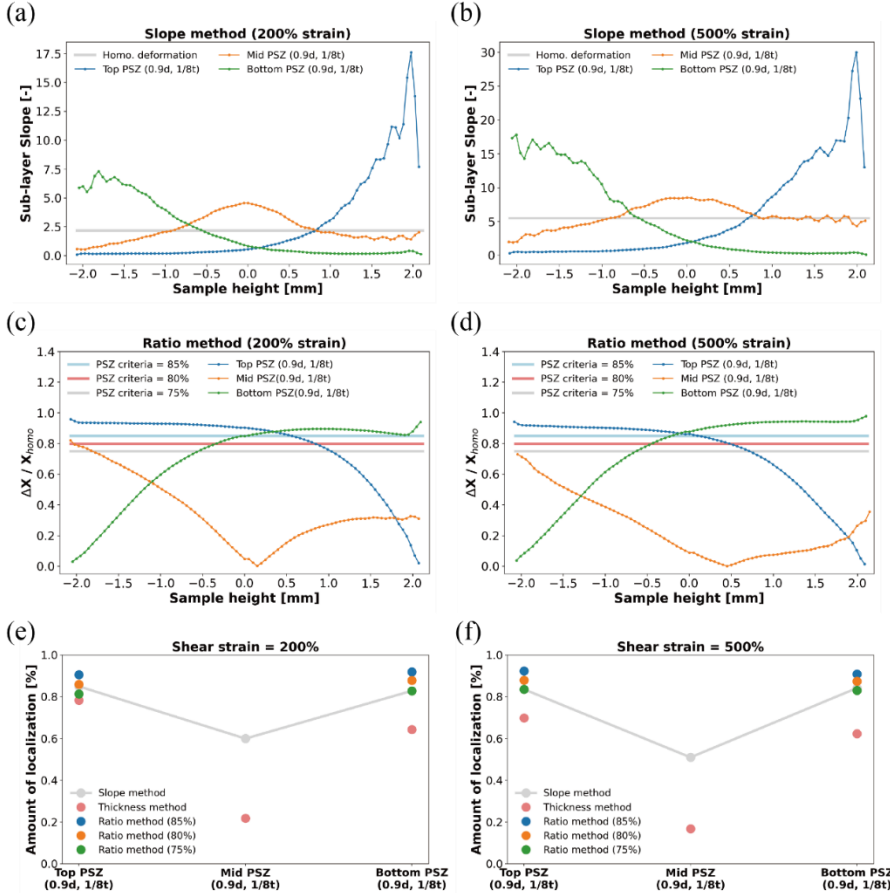 (a)
Slope method (200% strain)
17.5
15.0
12.5
10.0
7.5
5.0
2.5
0.0
Sub-layer Slope [-]
Homo. deformation
Top PSZ (0.9d, 1/8t)
Mid PSZ (0.9d, 1/8t)
Bottom PSZ (0.9d, 1/8t)
−2.0 −1.5 −1.0 −0.5 0.0 0.5 1.0 1.5 2.0
Sample height [mm]
(b)
Slope method (500% strain)
30
25
20
15
10
5
0
Sub-layer Slope [-]
Homo. deformation
Top PSZ (0.9d, 1/8t)
Mid PSZ (0.9d, 1/8t)
Bottom PSZ (0.9d, 1/8t)
−2.0 −1.5 −1.0 −0.5 0.0 0.5 1.0 1.5 2.0
Sample height [mm]
(c)
Ratio method (200% strain)
1.4
1.2
1.0
0.8
0.6
0.4
0.2
0.0
ΔX / X_homo
PSZ criteria = 85%
PSZ criteria = 80%
PSZ criteria = 75%
Top PSZ (0.9d, 1/8t)
Mid PSZ(0.9d, 1/8t)
Bottom PSZ(0.9d, 1/8t)
−2.0 −1.5 −1.0 −0.5 0.0 0.5 1.0 1.5 2.0
Sample height [mm]
(d)
Ratio method (500% strain)
1.4
1.2
1.0
0.8
0.6
0.4
0.2
0.0
ΔX / X_homo
PSZ criteria = 85%
PSZ criteria = 80%
PSZ criteria = 75%
Top PSZ (0.9d, 1/8t)
Mid PSZ (0.9d, 1/8t)
Bottom PSZ (0.9d, 1/8t)
−2.0 −1.5 −1.0 −0.5 0.0 0.5 1.0 1.5 2.0
Sample height [mm]
(e)
Shear strain = 200%
1.0
0.8
0.6
0.4
0.2
0.0
Amount of localization [%]
Slope method
Thickness method
Ratio method (85%)
Ratio method (80%)
Ratio method (75%)
Top PSZ Mid PSZ Bottom PSZ
(0.9d, 1/8t) (0.9d, 1/8t) (0.9d, 1/8t)
(f)
Shear strain = 500%
1.0
0.8
0.6
0.4
0.2
0.0
Amount of localization [%]
Slope method
Thickness method
Ratio method (85%)
Ratio method (80%)
Ratio method (75%)
Top PSZ Mid PSZ Bottom PSZ
(0.9d, 1/8t) (0.9d, 1/8t) (0.9d, 1/8t)